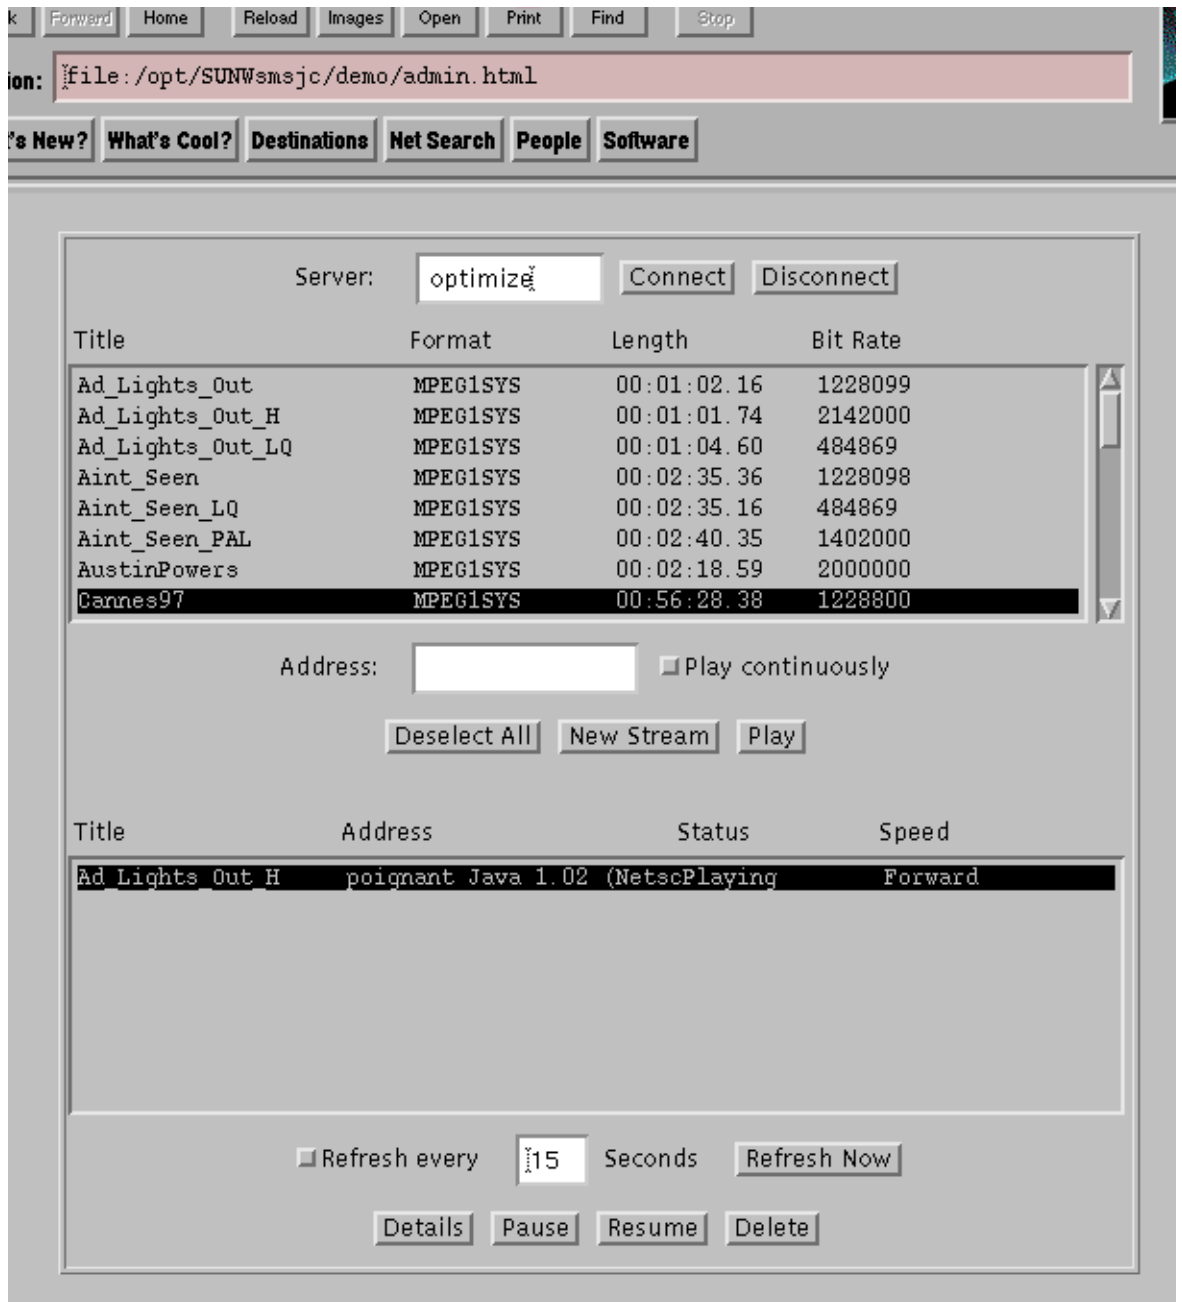 k Forward Home Reload Images Open Print Find Stop
ion: file:/opt/SUNWsmsjc/demo/admin.html
's New? What's Cool? Destinations Net Search People Software
Server: optimize Connect Disconnect
Title Format Length Bit Rate
Ad_Lights_Out MPEG1SYS 00:01:02.16 1228099
Ad_Lights_Out_H MPEG1SYS 00:01:01.74 2142000
Ad_Lights_Out_LQ MPEG1SYS 00:01:04.60 484869
Aint_Seen MPEG1SYS 00:02:35.36 1228098
Aint_Seen_LQ MPEG1SYS 00:02:35.16 484869
Aint_Seen_PAL MPEG1SYS 00:02:40.35 1402000
AustinPowers MPEG1SYS 00:02:18.59 2000000
Cannes97 MPEG1SYS 00:56:28.38 1228800
Address: Play continuously
Deselect All New Stream Play
Title Address Status Speed
Ad_Lights_Out_H poignant Java 1.02 (NetscPlaying Forward
Refresh every 15 Seconds Refresh Now
Details Pause Resume Delete